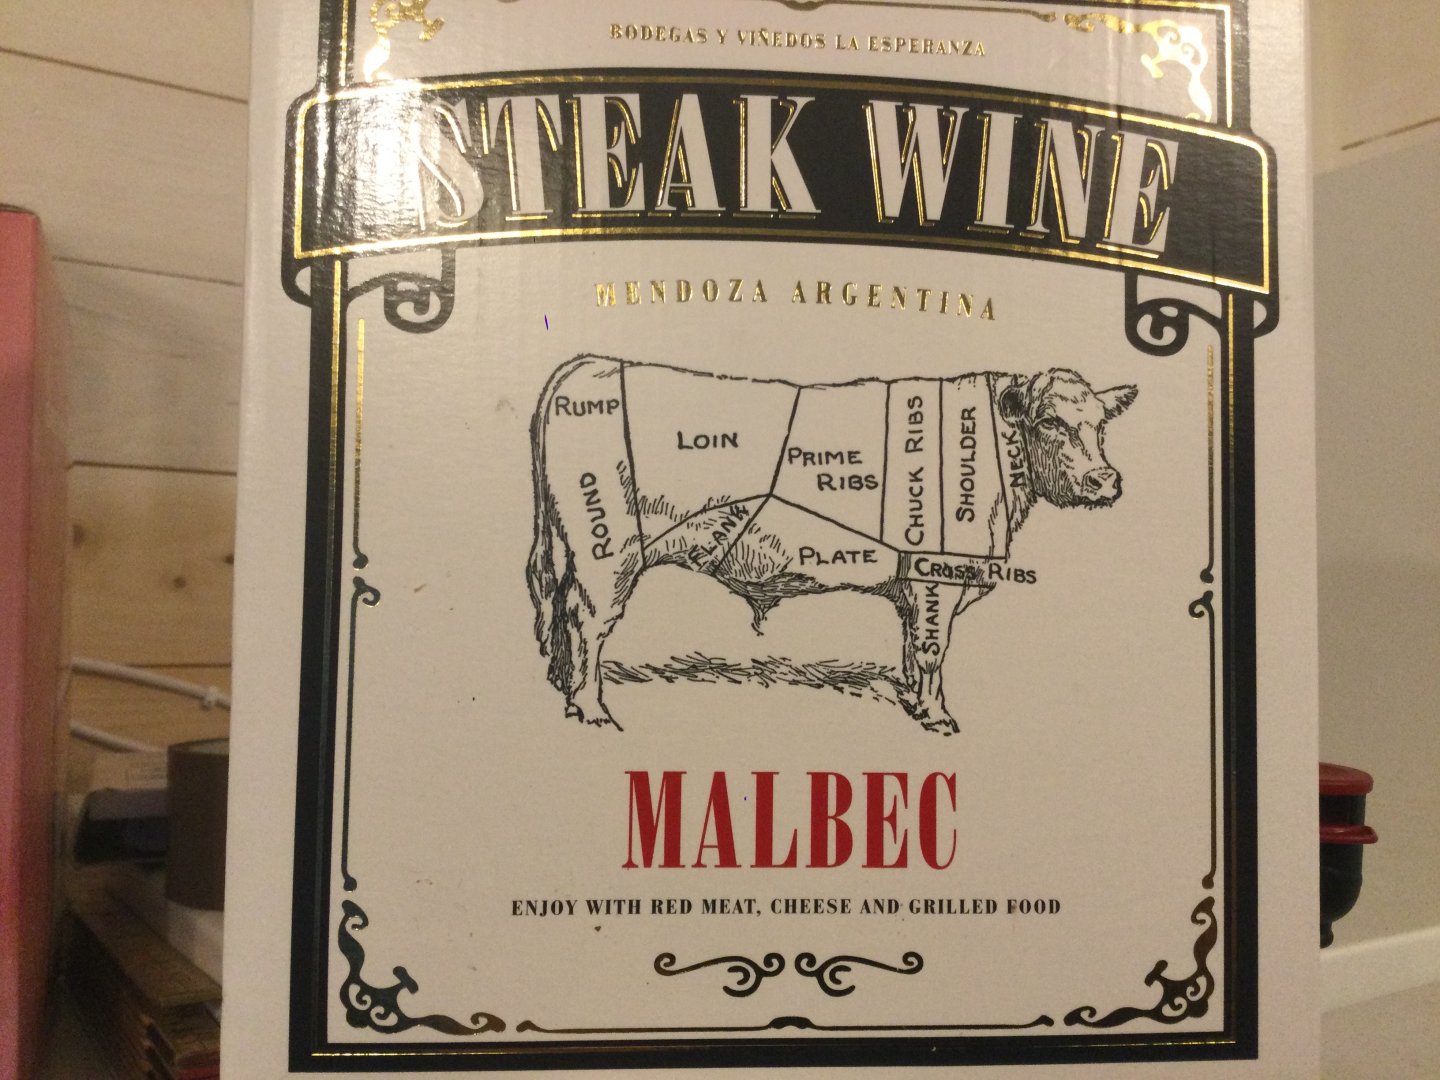 BODEGAS Y VIÑEDOS LA ESPERANZA
STEAK WINE
MENDOZA ARGENTINA
RUMP
LOIN
PRIME
RIBS
CHUCK RIBS
SHOULDER
NECK
ROUND
FLANK
PLATE
CROSS RIBS
SHANK
MALBEC
ENJOY WITH RED MEAT, CHEESE AND GRILLED FOOD